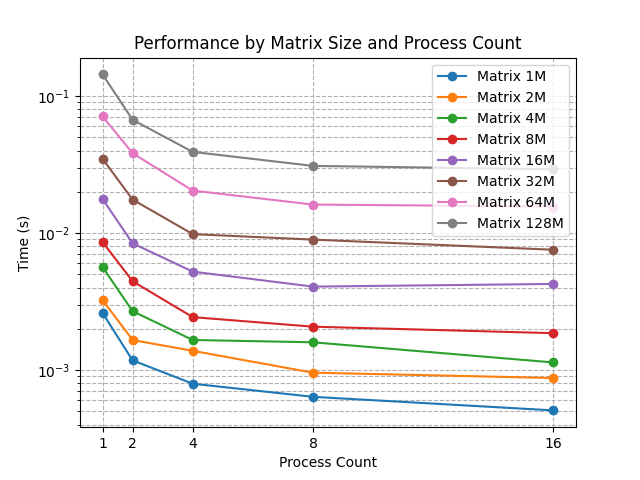 Performance by Matrix Size and Process Count
Time (s)
10⁻¹
10⁻²
10⁻³
Matrix 1M
Matrix 2M
Matrix 4M
Matrix 8M
Matrix 16M
Matrix 32M
Matrix 64M
Matrix 128M
1 2 4 8 16
Process Count